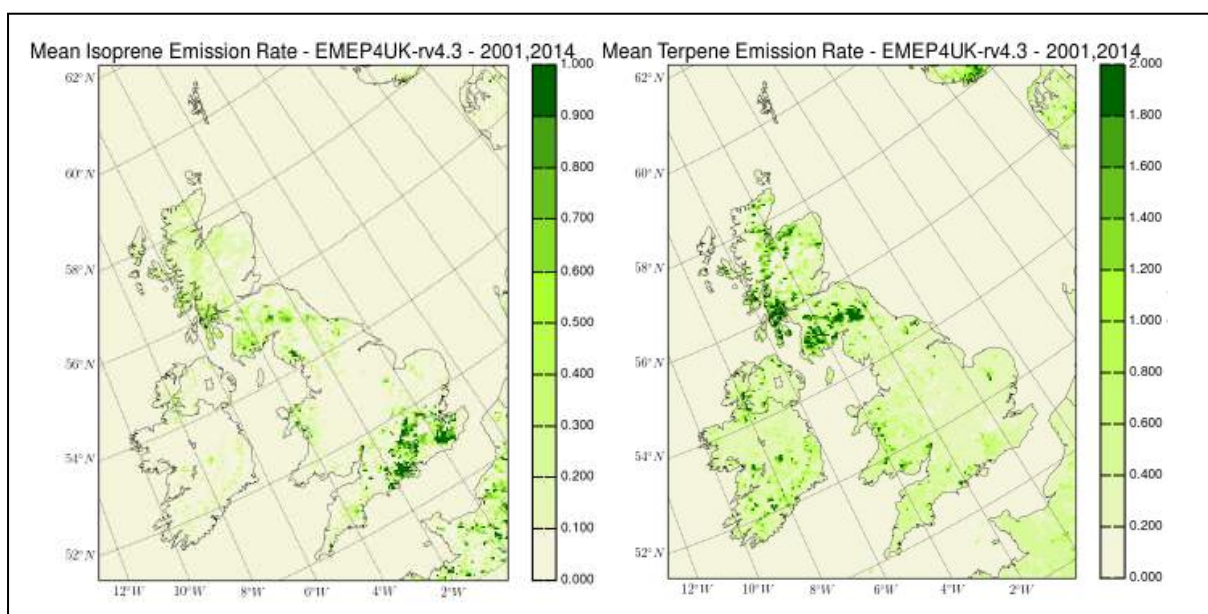 Mean Isoprene Emission Rate - EMEP4UK-rv4.3 - 2001,2014
62°N
60°N
58°N
56°N
54°N
52°N
12°W
10°W
8°W
6°W
4°W
2°W
1.000
0.900
0.800
0.700
0.600
0.500
0.400
0.300
0.200
0.100
0.000
Mean Terpene Emission Rate - EMEP4UK-rv4.3 - 2001,2014
62°N
60°N
58°N
56°N
54°N
52°N
12°W
10°W
8°W
6°W
4°W
2°W
2.000
1.800
1.600
1.400
1.200
1.000
0.800
0.600
0.400
0.200
0.000